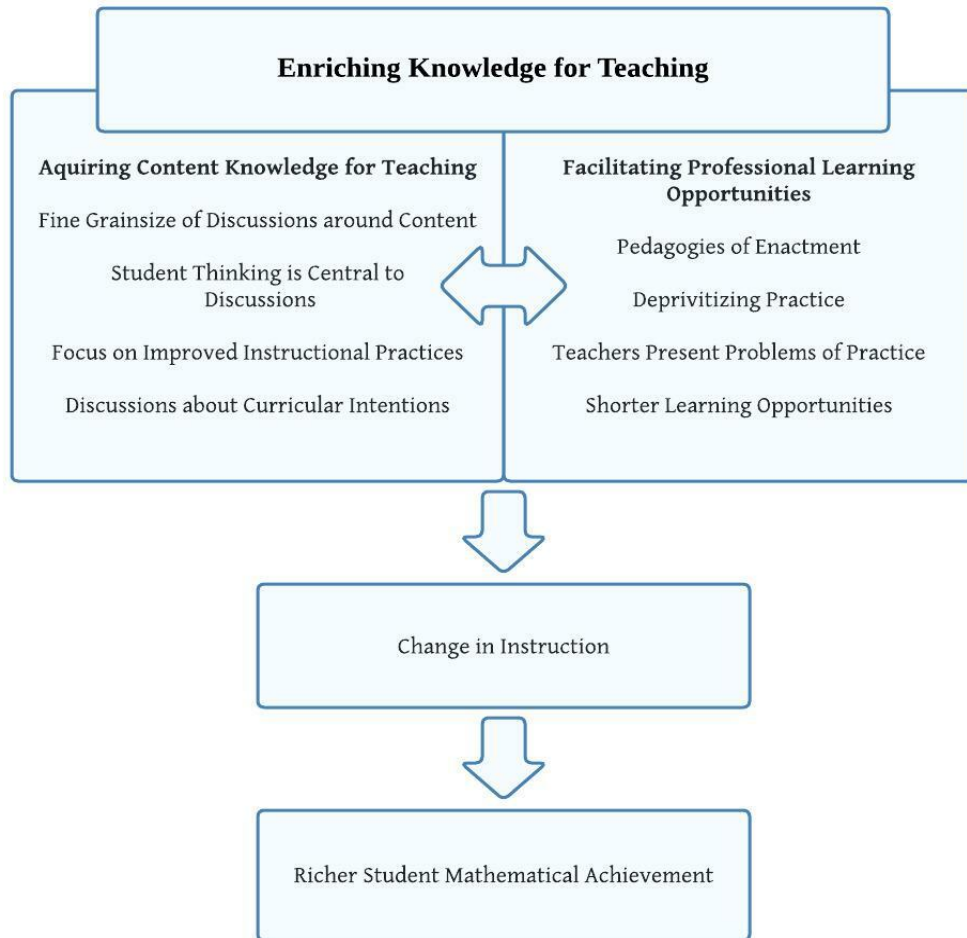 Enriching Knowledge for Teaching
Aquiring Content Knowledge for Teaching
Fine Grainsize of Discussions around Content
Student Thinking is Central to
Discussions
Focus on Improved Instructional Practices
Discussions about Curricular Intentions
Facilitating Professional Learning
Opportunities
Pedagogies of Enactment
Deprivitizing Practice
Teachers Present Problems of Practice
Shorter Learning Opportunities
Change in Instruction
Richer Student Mathematical Achievement